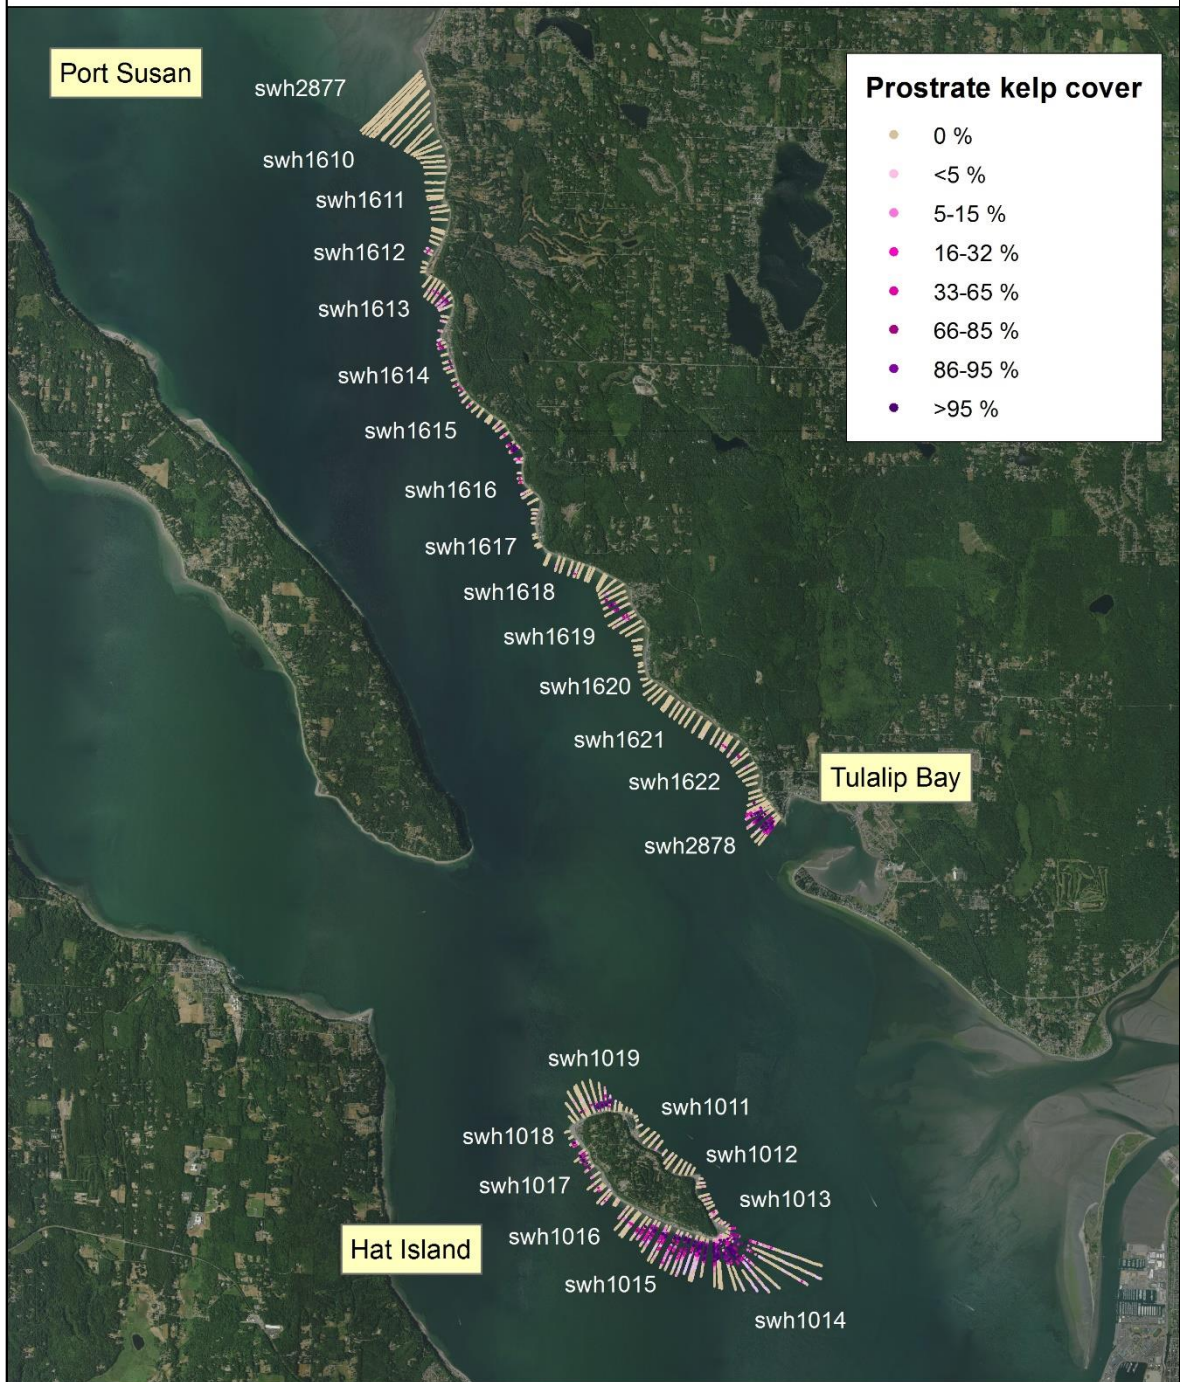 Port Susan
Prostrate kelp cover
0 %
<5 %
5-15 %
16-32 %
33-65 %
66-85 %
86-95 %
>95 %
swh2877
swh1610
swh1611
swh1612
swh1613
swh1614
swh1615
swh1616
swh1617
swh1618
swh1619
swh1620
swh1621
swh1622
Tulalip Bay
swh2878
swh1019
swh1011
swh1018
swh1012
swh1017
swh1013
swh1016
Hat Island
swh1015
swh1014